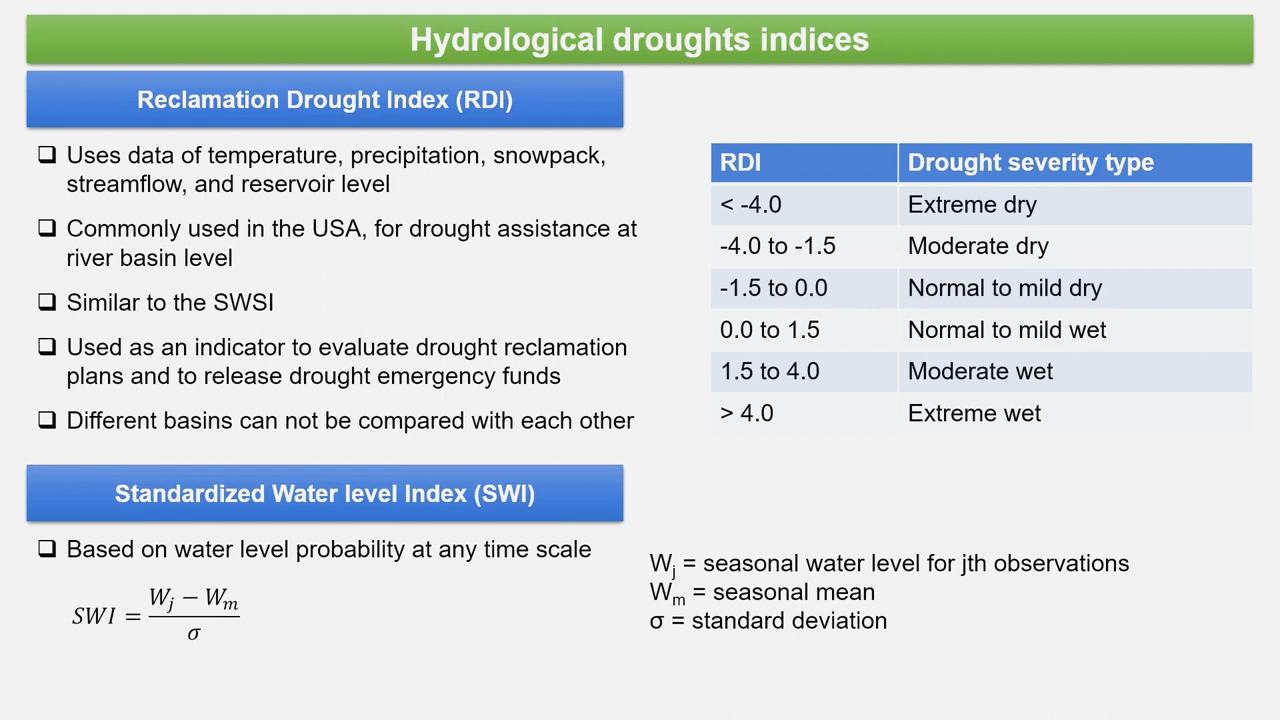 Hydrological droughts indices
Reclamation Drought Index (RDI)
❑ Uses data of temperature, precipitation, snowpack,
streamflow, and reservoir level
❑ Commonly used in the USA, for drought assistance at
river basin level
❑ Similar to the SWSI
❑ Used as an indicator to evaluate drought reclamation
plans and to release drought emergency funds
❑ Different basins can not be compared with each other
RDI Drought severity type
< -4.0 Extreme dry
-4.0 to -1.5 Moderate dry
-1.5 to 0.0 Normal to mild dry
0.0 to 1.5 Normal to mild wet
1.5 to 4.0 Moderate wet
> 4.0 Extreme wet
Standardized Water level Index (SWI)
❑ Based on water level probability at any time scale
SWI = (W_j − W_m) / σ
W_j = seasonal water level for jth observations
W_m = seasonal mean
σ = standard deviation